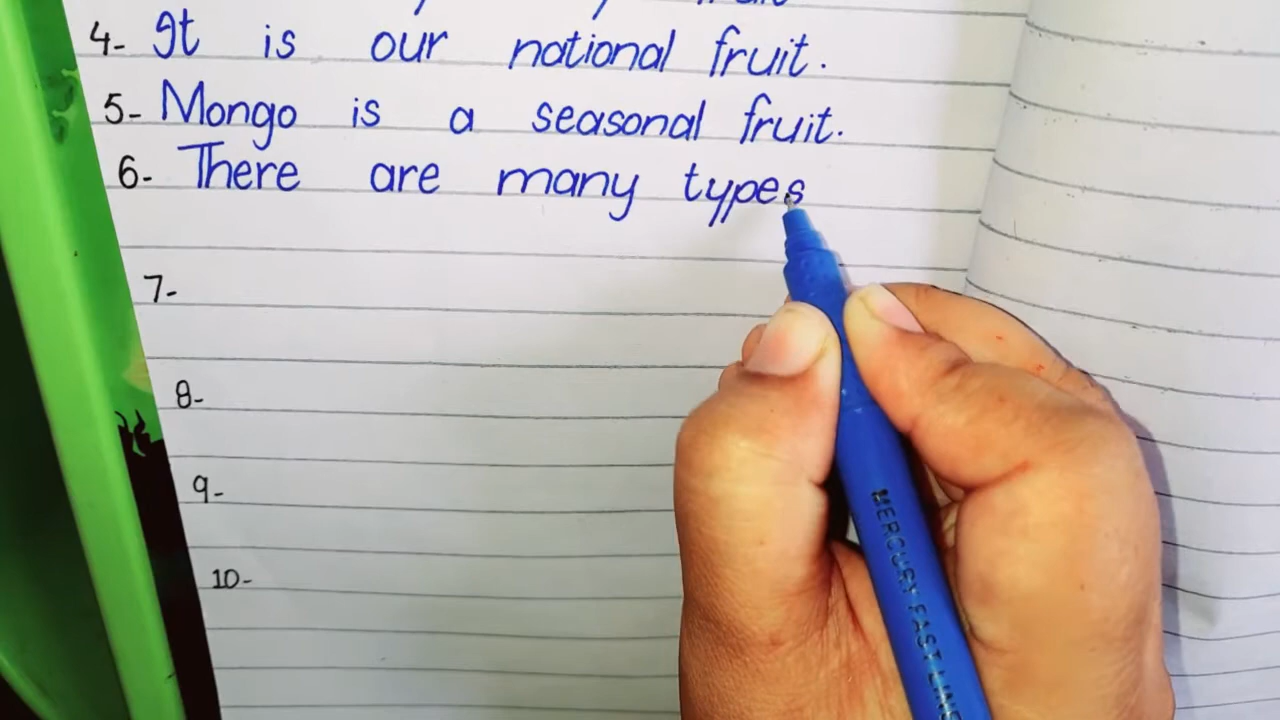 4- It is our national fruit.
5- Mongo is a seasonal fruit.
6- There are many types
7-
8-
9-
10-
MERCURY FAST LINE